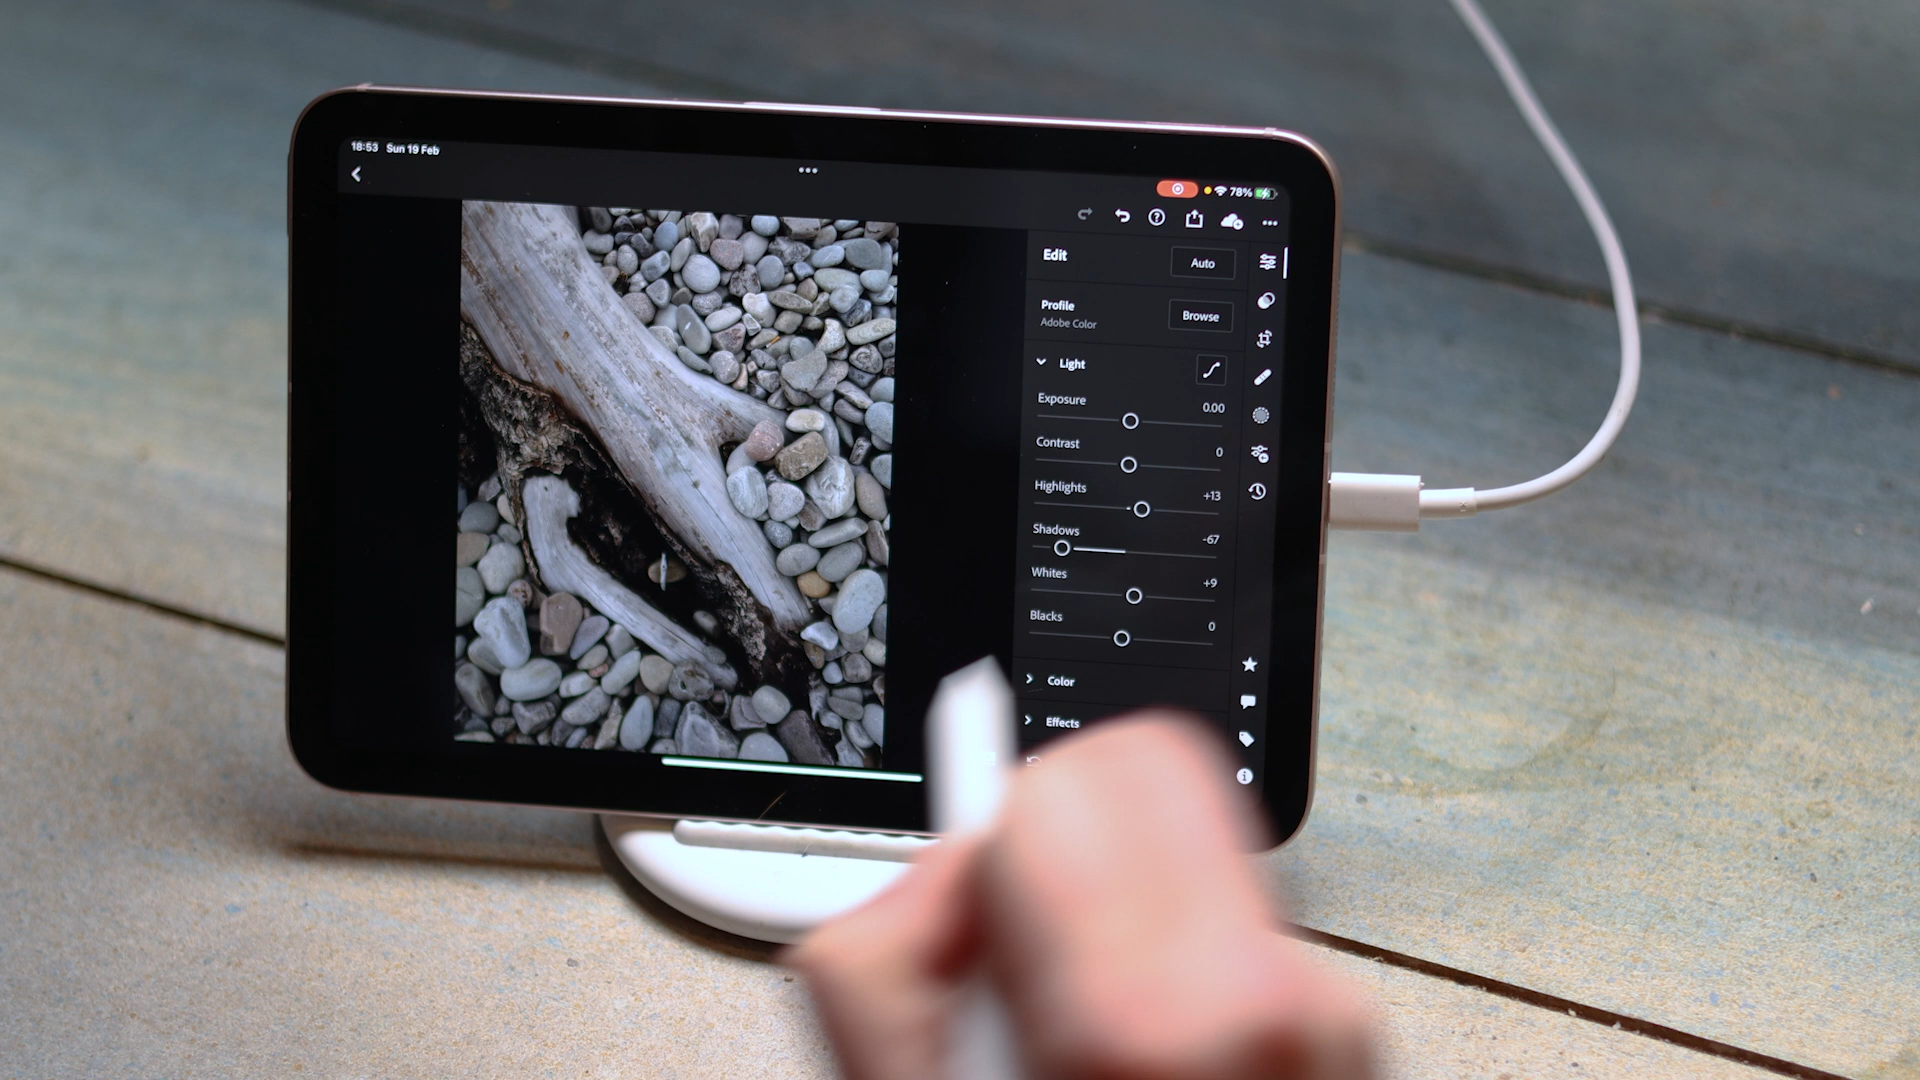 18:53 Sun 19 Feb
78%
Edit
Auto
Profile
Adobe Color
Browse
Light
Exposure 0.00
Contrast 0
Highlights +13
Shadows -67
Whites +9
Blacks 0
Color
Effects